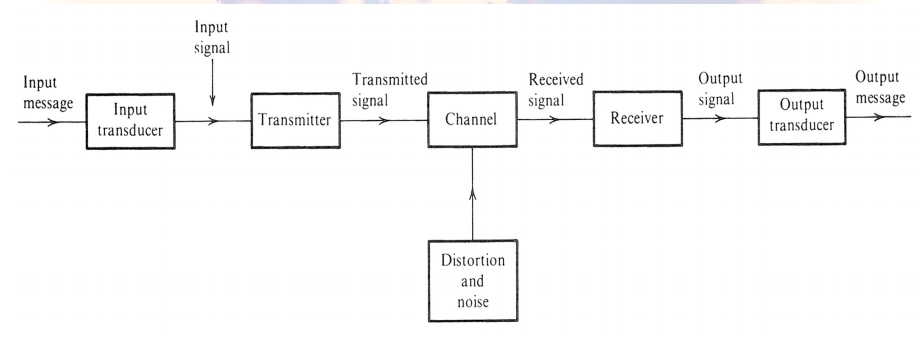 Input
signal
Input
message
Input
transducer
Transmitter
Transmitted
signal
Channel
Received
signal
Receiver
Output
signal
Output
transducer
Output
message
Distortion
and
noise